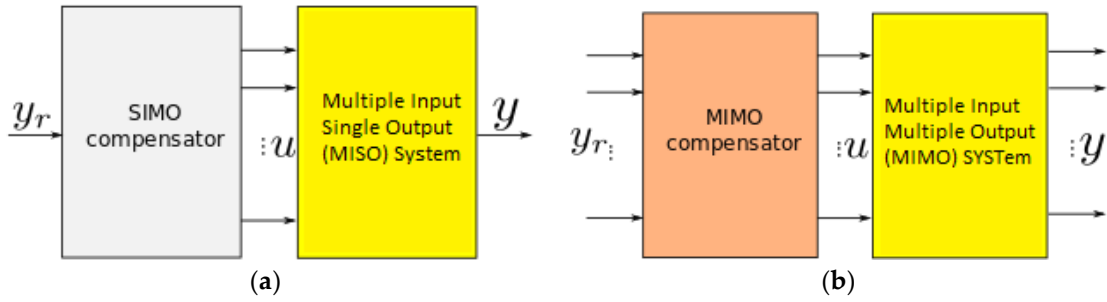 y_r
SIMO
compensator
⋮u
Multiple Input
Single Output
(MISO) System
y
(a)
y_r⋮
MIMO
compensator
⋮u
Multiple Input
Multiple Output
(MIMO) SYSTem
⋮y
(b)